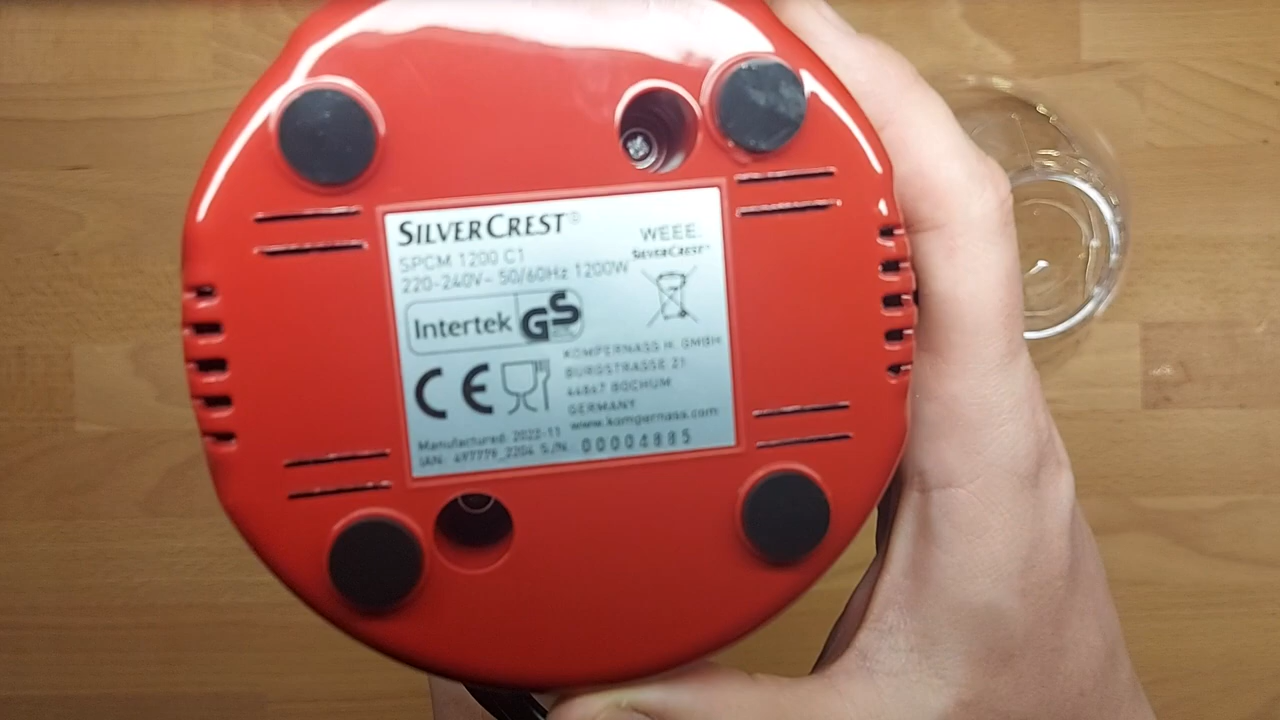 SILVERCREST®
SPCM 1200 C1
220-240V~ 50/60Hz 1200W
WEEE.
SILVERCREST
Intertek GS
CE
KOMPERNASS H. GMBH
BURGSTRASSE 21
44867 BOCHUM
GERMANY
www.kompernass.com
Manufactured: 2022-11
IAN: 497779_2204 S/N: 00004885